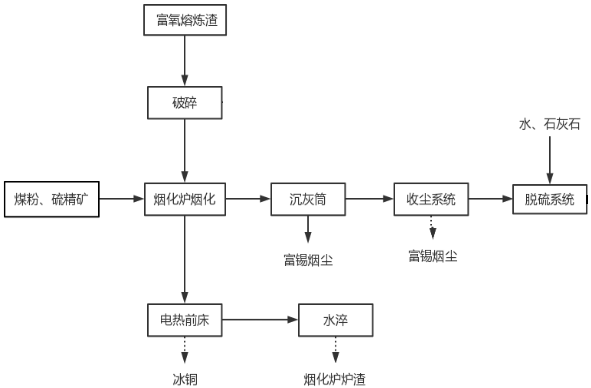 富氧熔炼渣
破碎
水、石灰石
煤粉、硫精矿
烟化炉烟化
沉灰筒
收尘系统
脱硫系统
富锡烟尘
富锡烟尘
电热前床
水淬
冰铜
烟化炉炉渣